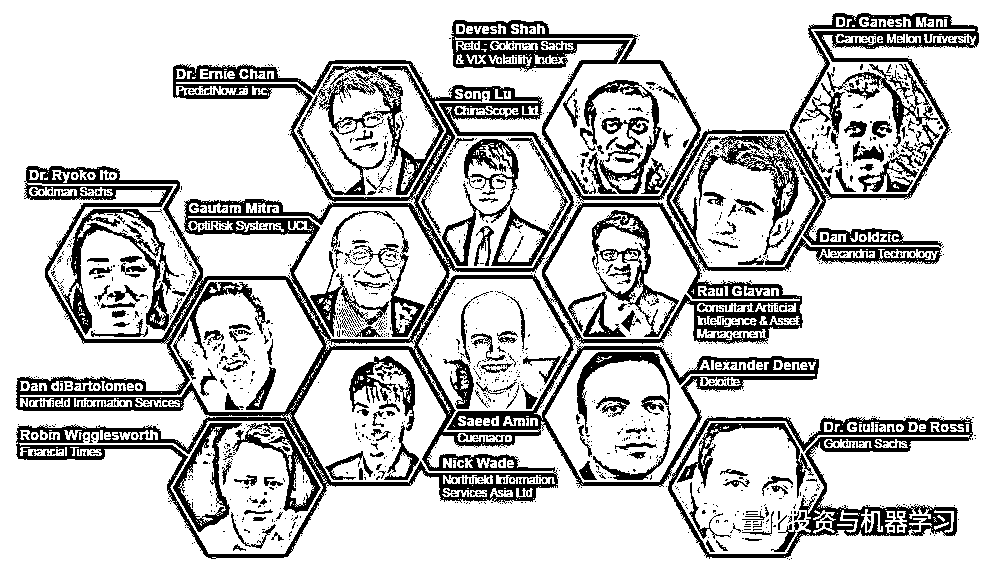 Devesh Shah
Retd., Goldman Sachs
& VIX Volatility Index
Dr. Ganesh Mani
Carnegie Mellon University
Dr. Ernie Chan
PredictNow.ai Inc.
Song Lu
ChinaScope Ltd
Dr. Ryoko Ito
Goldman Sachs
Gautam Mitra
OptiRisk Systems, UCL
Dan Joldzic
Alexandria Technology
Raul Glavan
Consultant Artificial
Intelligence & Asset
Management
Dan diBartolomeo
Northfield Information Services
Alexander Denev
Deloitte
Robin Wigglesworth
Financial Times
Saeed Amin
Cuemacro
Nick Wade
Northfield Information
Services Asia Ltd
Dr. Giuliano De Rossi
Goldman Sachs
量化投资与机器学习